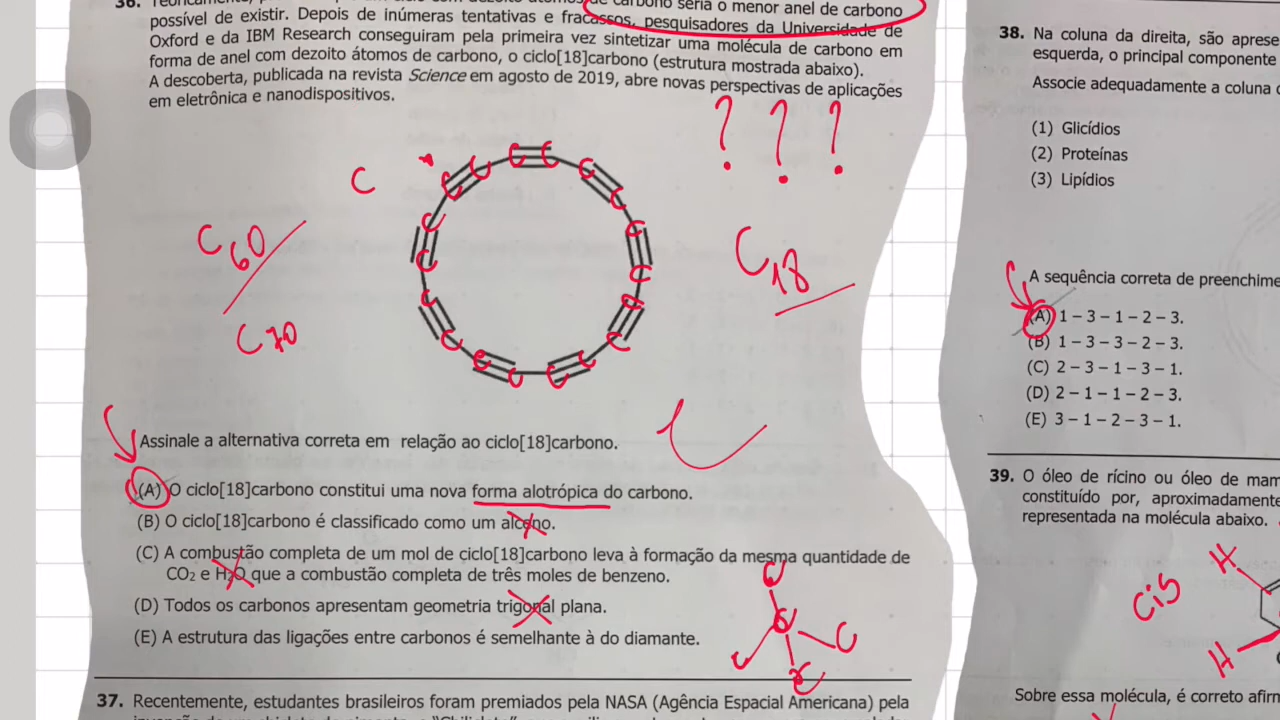 36. Teoricamente,
carbono seria o menor anel de carbono
possível de existir. Depois de inúmeras tentativas e fracassos, pesquisadores da Universidade de
Oxford e da IBM Research conseguiram pela primeira vez sintetizar uma molécula de carbono em
forma de anel com dezoito átomos de carbono, o ciclo[18]carbono (estrutura mostrada abaixo).
A descoberta, publicada na revista Science em agosto de 2019, abre novas perspectivas de aplicações
em eletrônica e nanodispositivos.
? ? ?
C
C60
C70
C18
C C C C C C C C C C C C C C C C C C
Assinale a alternativa correta em relação ao ciclo[18]carbono.
(A) O ciclo[18]carbono constitui uma nova forma alotrópica do carbono.
(B) O ciclo[18]carbono é classificado como um alceno.
(C) A combustão completa de um mol de ciclo[18]carbono leva à formação da mesma quantidade de
CO2 e H2O que a combustão completa de três moles de benzeno.
(D) Todos os carbonos apresentam geometria trigonal plana.
(E) A estrutura das ligações entre carbonos é semelhante à do diamante.
C
C
C
C
C
37. Recentemente, estudantes brasileiros foram premiados pela NASA (Agência Espacial Americana) pela
38. Na coluna da direita, são aprese
esquerda, o principal componente
Associe adequadamente a coluna
(1) Glicídios
(2) Proteínas
(3) Lipídios
A sequência correta de preenchime
(A) 1 – 3 – 1 – 2 – 3.
(B) 1 – 3 – 3 – 2 – 3.
(C) 2 – 3 – 1 – 3 – 1.
(D) 2 – 1 – 1 – 2 – 3.
(E) 3 – 1 – 2 – 3 – 1.
39. O óleo de rícino ou óleo de mam
constituído por, aproximadamente
representada na molécula abaixo.
H
cis
H
Sobre essa molécula, é correto afirm